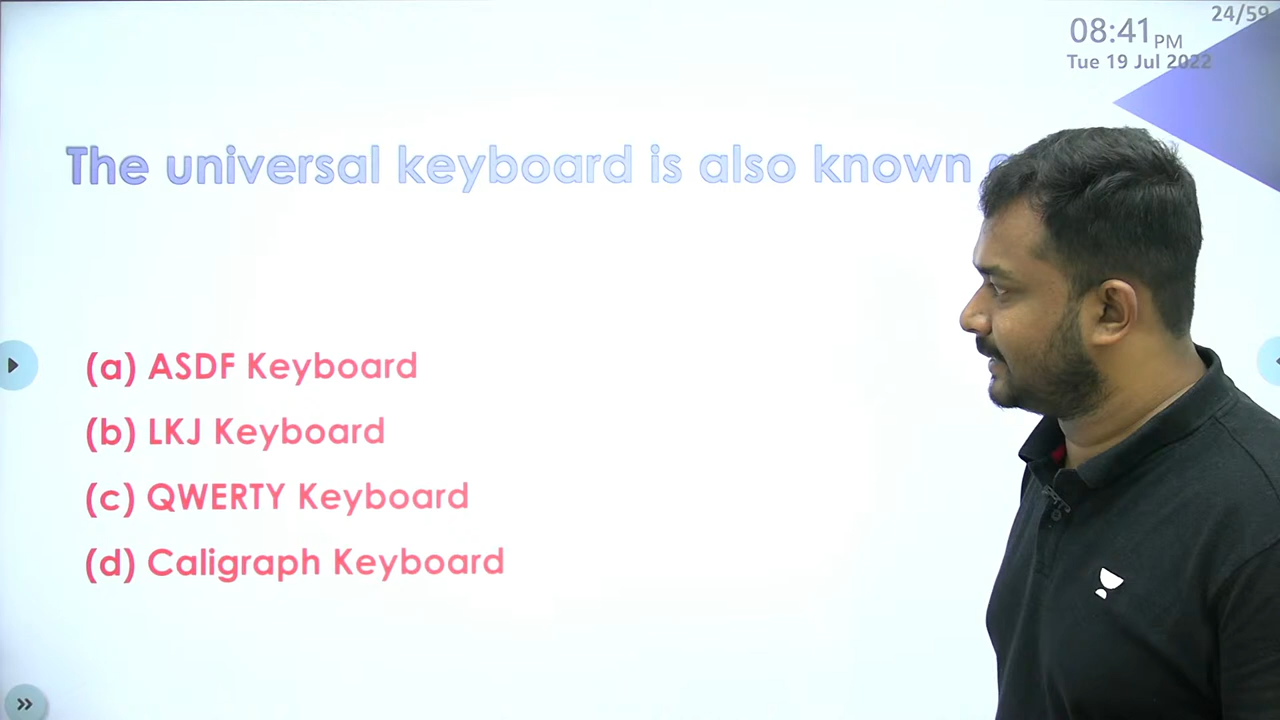 24/59
08:41 PM
Tue 19 Jul 2022
The universal keyboard is also known
(a) ASDF Keyboard
(b) LKJ Keyboard
(c) QWERTY Keyboard
(d) Caligraph Keyboard